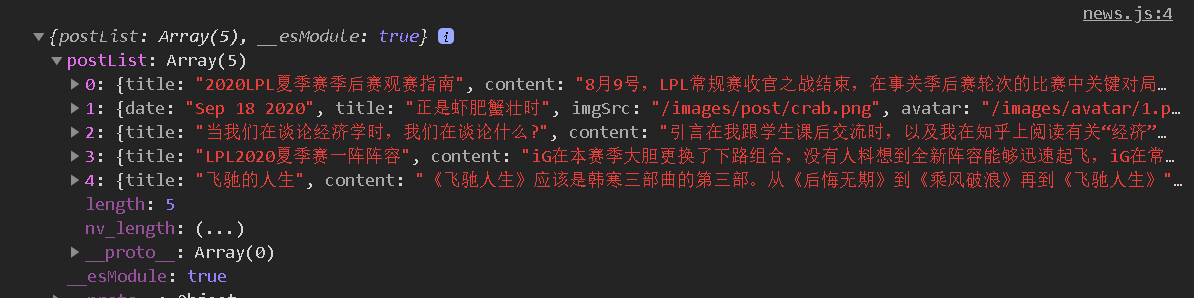 news.js:4
▼{postList: Array(5), __esModule: true} i
▼postList: Array(5)
▶0: {title: "2020LPL夏季赛季后赛观赛指南", content: "8月9号，LPL常规赛收官之战结束，在事关季后赛轮次的比赛中关键对局…
▶1: {date: "Sep 18 2020", title: "正是虾肥蟹壮时", imgSrc: "/images/post/crab.png", avatar: "/images/avatar/1.p…
▶2: {title: "当我们在谈论经济学时，我们在谈论什么?", content: "引言在我跟学生课后交流时，以及我在知乎上阅读有关“经济”…
▶3: {title: "LPL2020夏季赛一阵阵容", content: "iG在本赛季大胆更换了下路组合，没有人料想到全新阵容能够迅速起飞，iG在常…
▶4: {title: "飞驰的人生", content: "《飞驰人生》应该是韩寒三部曲的第三部。从《后悔无期》到《乘风破浪》再到《飞驰人生》"…
length: 5
nv_length: (...)
▶__proto__: Array(0)
__esModule: true
▶__proto__: Object